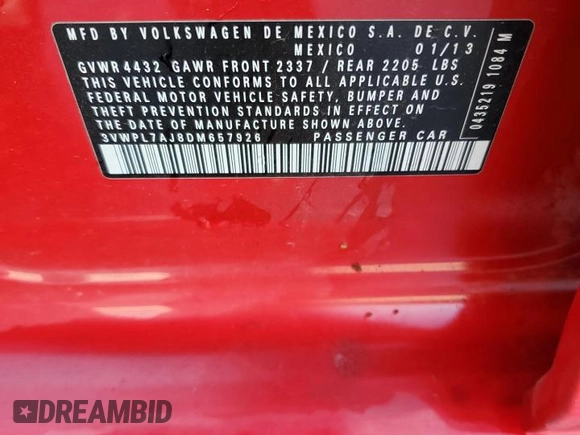 MFD BY VOLKSWAGEN DE MEXICO S.A. DE C.V.
MEXICO 01/13
GVWR 4432 GAWR FRONT 2337 / REAR 2205 LBS
THIS VEHICLE CONFORMS TO ALL APPLICABLE U.S.
FEDERAL MOTOR VEHICLE SAFETY, BUMPER AND
THEFT PREVENTION STANDARDS IN EFFECT ON
THE DATE OF MANUFACTURE SHOWN ABOVE.
3VWPL7AJ8DM657926 PASSENGER CAR
0435219 1084 M
DREAMBID